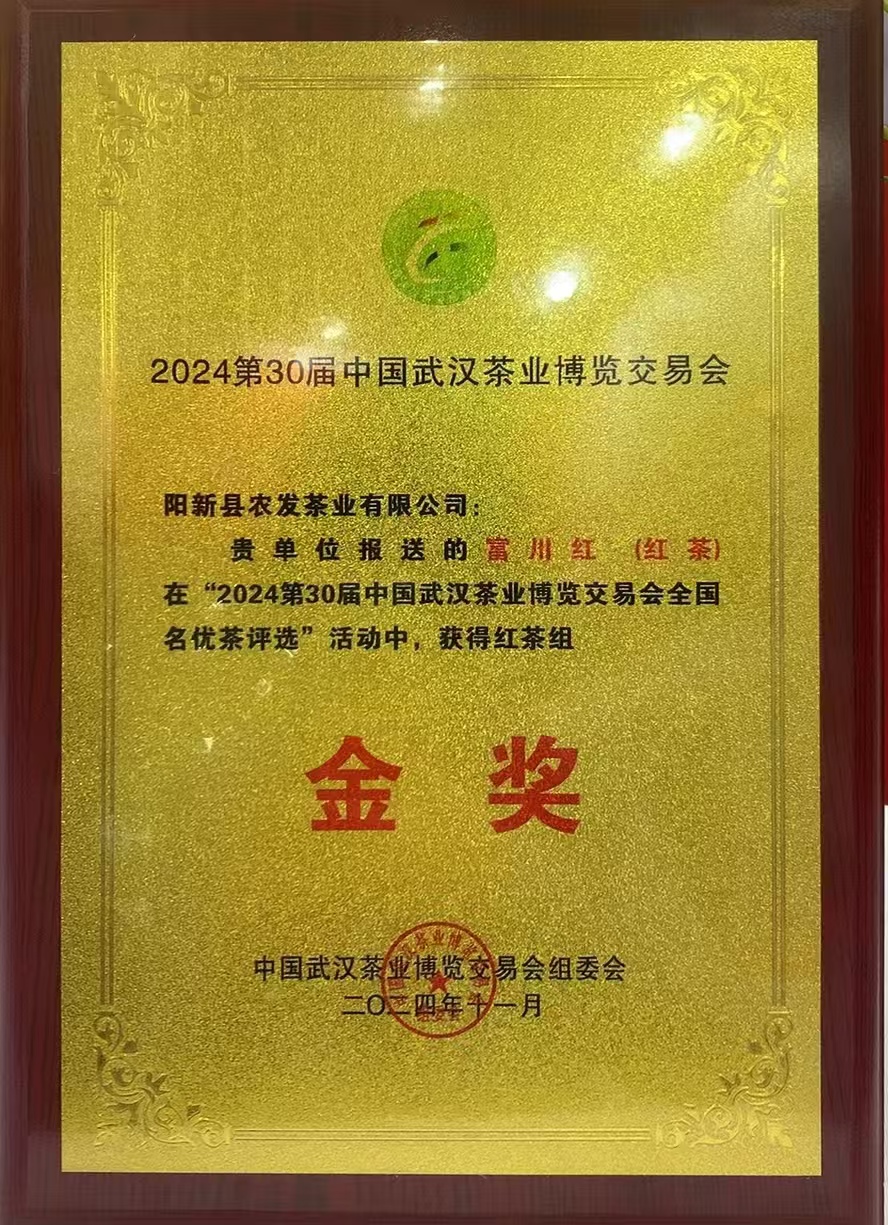 2024第30届中国武汉茶业博览交易会
阳新县农发茶业有限公司：
贵单位报送的富川红（红茶）
在“2024第30届中国武汉茶业博览交易会全国
名优茶评选”活动中，获得红茶组
金奖
中国武汉茶业博览交易会组委会
二〇二四年十一月